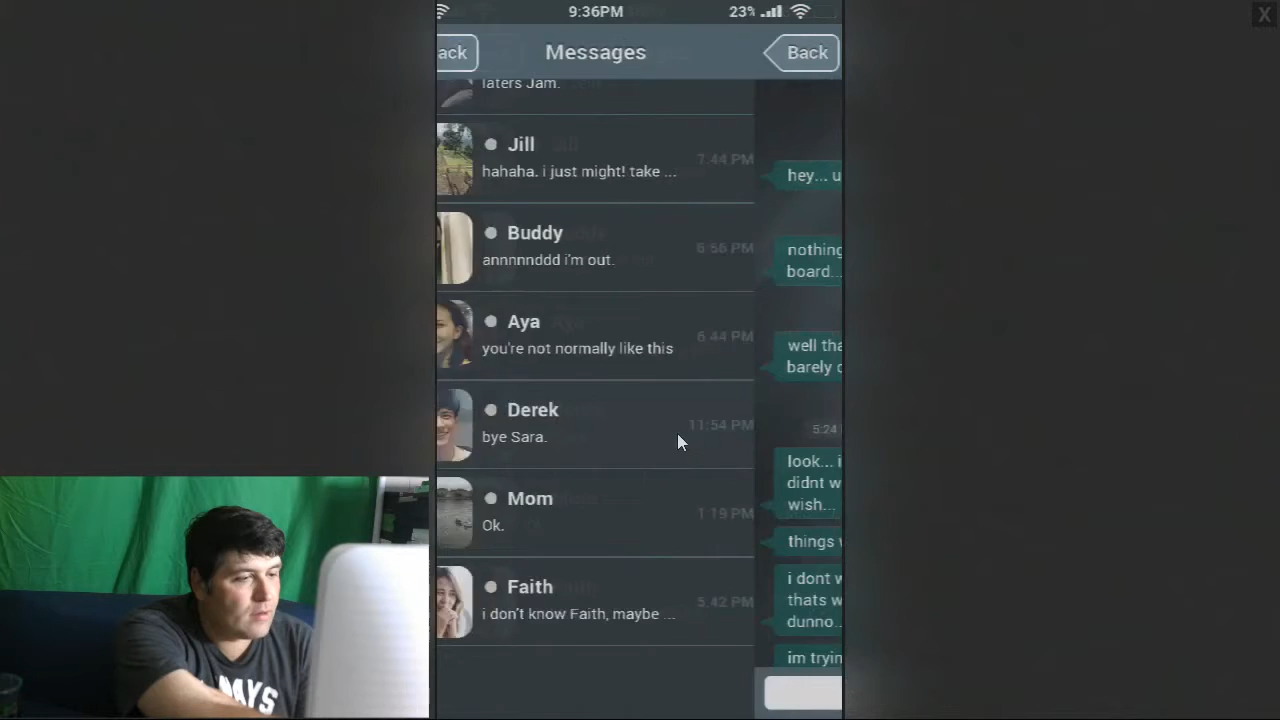 9:36PM
23%
X
ack
Messages
Back
laters Jam.
Jill
hahaha. i just might! take ...
7:44 PM
Buddy
annnnnddd i'm out.
6:56 PM
Aya
you're not normally like this
6:44 PM
Derek
bye Sara.
11:54 PM
Mom
Ok.
1:19 PM
Faith
i don't know Faith, maybe ...
5:42 PM
hey... u
nothing
board...
well tha
barely
5:24
look... i
didnt w
wish...
things
i dont w
thats w
dunno..
im tryin
AYS